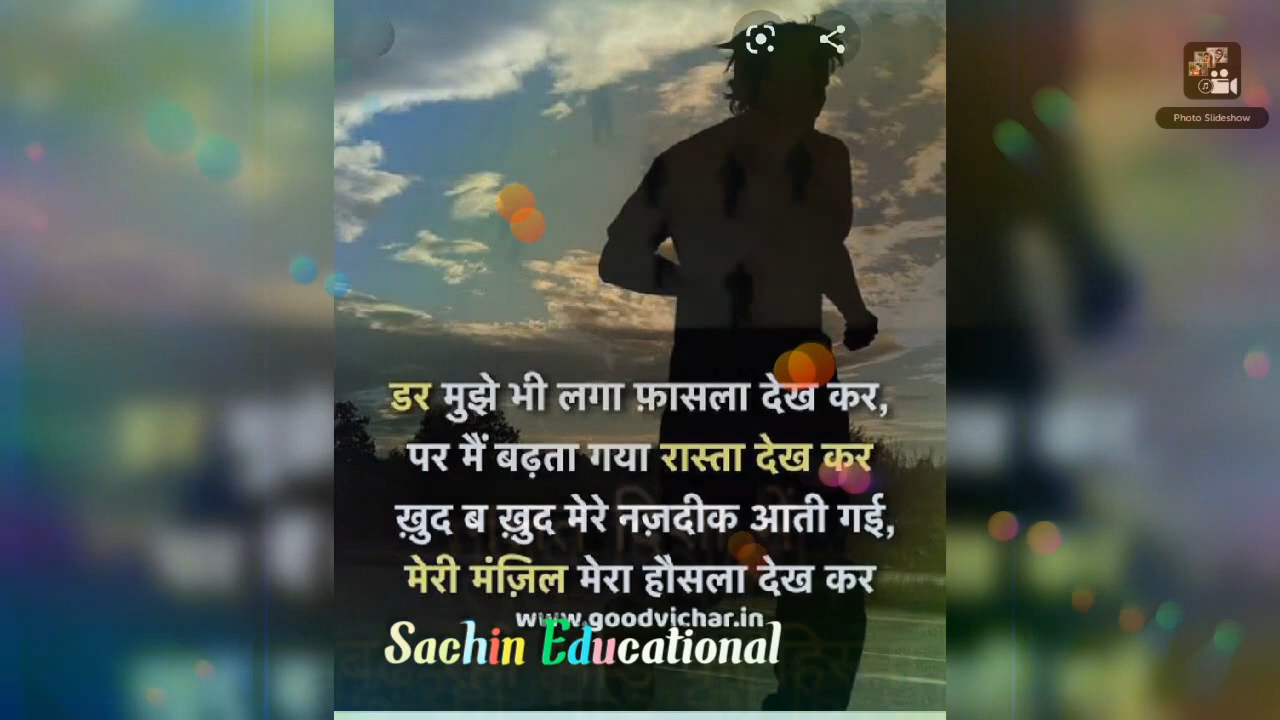 Photo Slideshow
डर मुझे भी लगा फ़ासला देख कर,
पर मैं बढ़ता गया रास्ता देख कर
ख़ुद ब ख़ुद मेरे नज़दीक आती गई,
मेरी मंज़िल मेरा हौसला देख कर
www.goodvichar.in
Sachin Educational